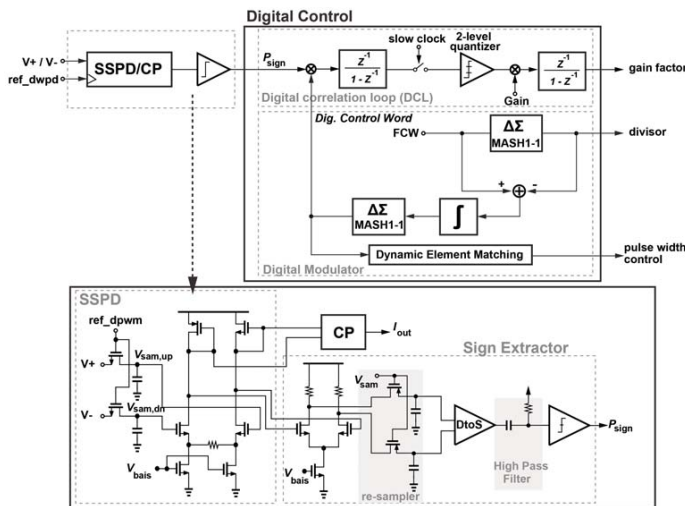 Digital Control
V+ / V-
ref_dwpd
SSPD/CP
Psign
slow clock
2-level
quantizer
z-1
1 - z-1
z-1
1 - z-1
gain factor
Gain
Digital correlation loop (DCL)
Dig. Control Word
FCW
ΔΣ
MASH1-1
divisor
+
-
ΔΣ
MASH1-1
∫
Dynamic Element Matching
pulse width
control
Digital Modulator
SSPD
ref_dpwm
V+
Vsam,up
V-
Vsam,dn
Vbais
CP
Iout
Sign Extractor
Vsam
Vbais
re-sampler
DtoS
High Pass
Filter
Psign